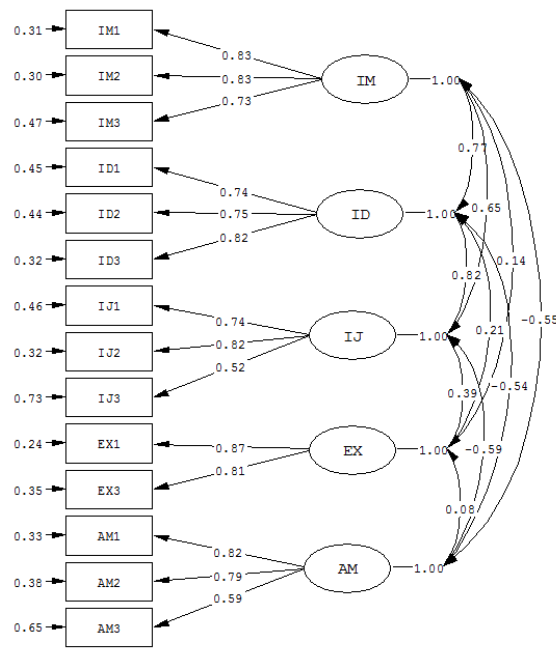 0.31 IM1
0.83
0.30 IM2 0.83 IM 1.00
0.73
0.47 IM3
0.77
0.45 ID1
0.74
0.44 ID2 0.75 ID 1.00 0.65
0.82
0.32 ID3 0.14
0.82
0.46 IJ1
0.74 0.21 -0.55
0.32 IJ2 0.82 IJ 1.00
0.52
0.73 IJ3 0.39 -0.54
0.24 EX1 0.87 EX 1.00 -0.59
0.81
0.35 EX3
0.08
0.33 AM1
0.82
0.38 AM2 0.79 AM 1.00
0.59
0.65 AM3